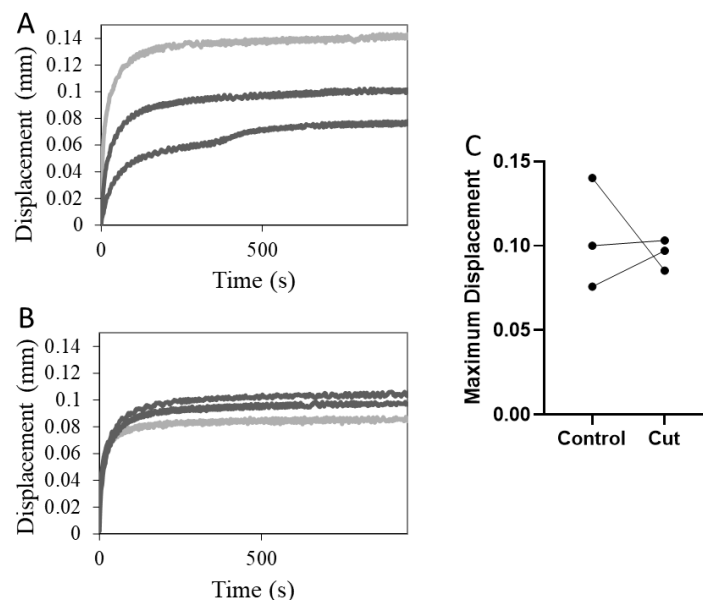 A
Displacement (mm)
0.14
0.12
0.1
0.08
0.06
0.04
0.02
0
0
500
Time (s)
B
Displacement (mm)
0.14
0.12
0.1
0.08
0.06
0.04
0.02
0
0
500
Time (s)
C
Maximum Displacement
0.15
0.10
0.05
0.00
Control
Cut